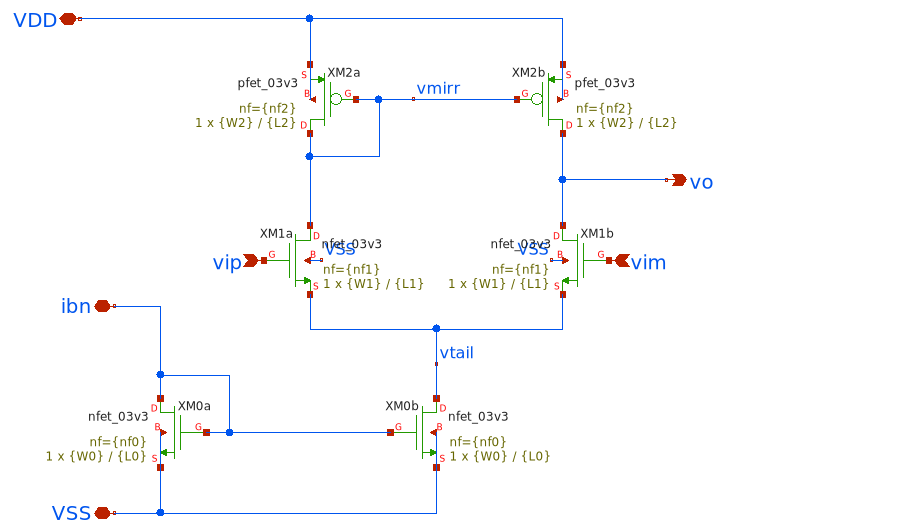 VDD
S
XM2a
pfet_03v3
B
G
nf={nf2}
1 x {W2} / {L2}
D
vmirr
XM2b
S
pfet_03v3
G
B
nf={nf2}
1 x {W2} / {L2}
D
vo
XM1a
D
nfet_03v3
VSS
vip
G
B
nf={nf1}
1 x {W1} / {L1}
S
D
XM1b
nfet_03v3
VSS
B
G
vim
nf={nf1}
1 x {W1} / {L1}
S
ibn
vtail
D
XM0a
nfet_03v3
B
G
nf={nf0}
1 x {W0} / {L0}
S
XM0b
D
nfet_03v3
G
B
nf={nf0}
1 x {W0} / {L0}
S
VSS